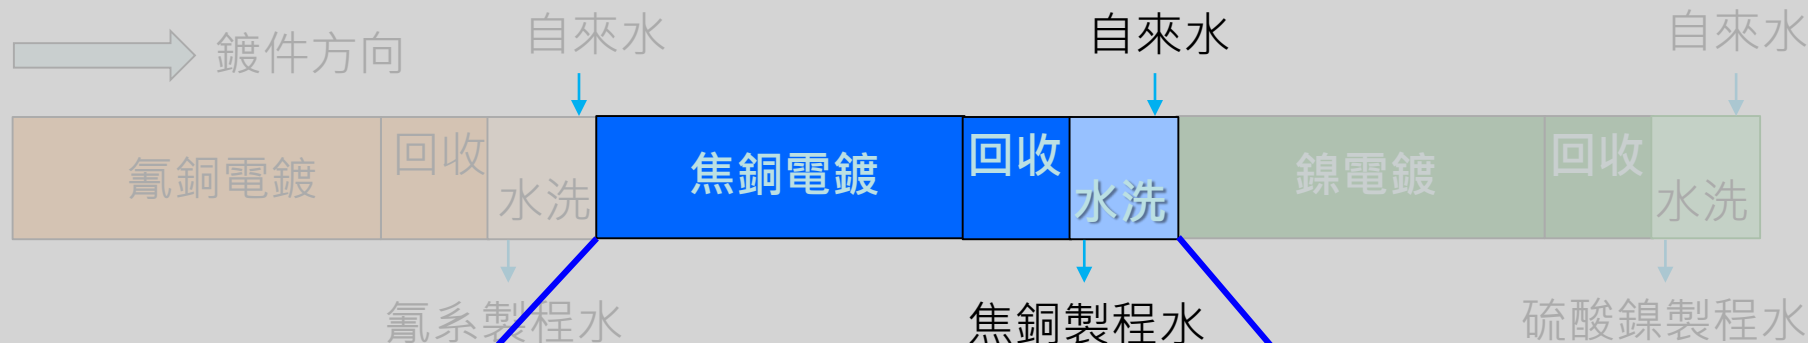 鍍件方向
自來水
自來水
自來水
氰銅電鍍
回收
水洗
焦銅電鍍
回收
水洗
鎳電鍍
回收
水洗
氰系製程水
焦銅製程水
硫酸鎳製程水